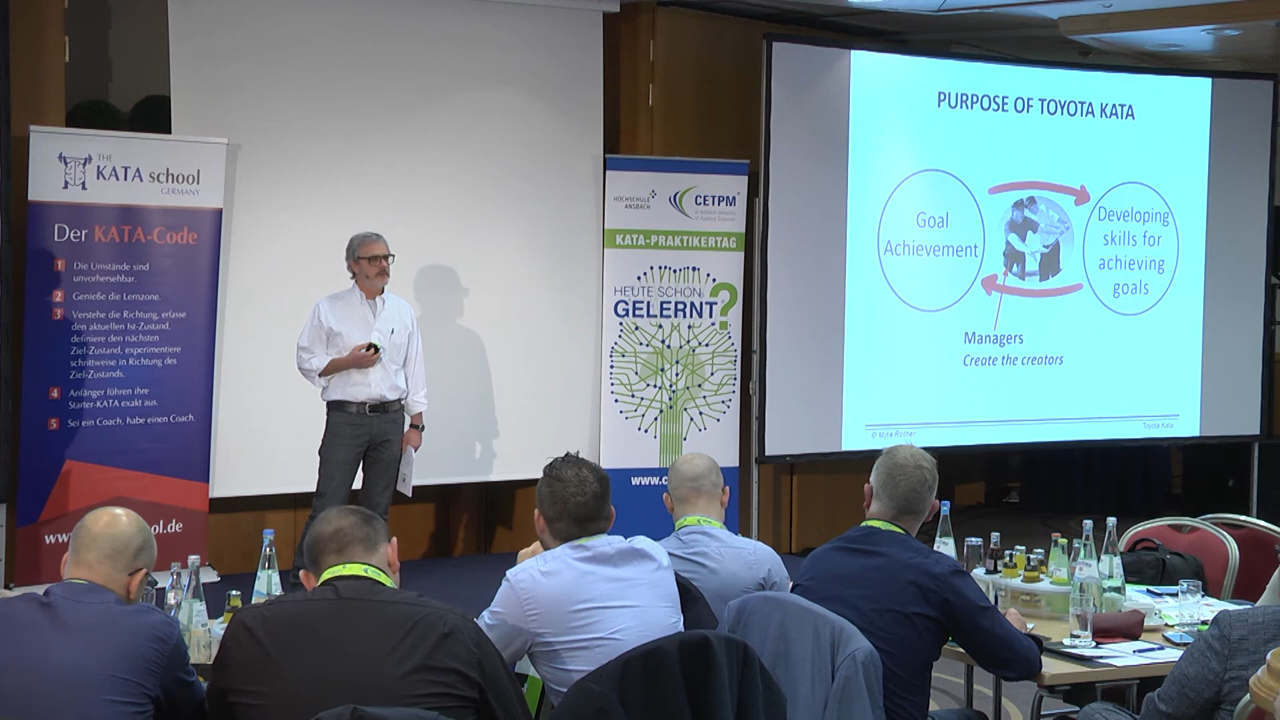 THE
KATA school
GERMANY
Der KATA-Code
1 Die Umstände sind
unvorhersehbar.
2 Genieße die Lernzone.
3 Verstehe die Richtung, erfasse
den aktuellen Ist-Zustand,
definiere den nächsten
Ziel-Zustand, experimentiere
schrittweise in Richtung des
Ziel-Zustands.
4 Anfänger führen ihre
Starter-KATA exakt aus.
5 Sei ein Coach, habe einen Coach.
HOCHSCHULE
ANSBACH
CETPM
KATA-PRAKTIKERTAG
HEUTE SCHON
GELERNT?
PURPOSE OF TOYOTA KATA
Goal
Achievement
Developing
skills for
achieving
goals
Managers
Create the creators
© Mike Rother
Toyota Kata